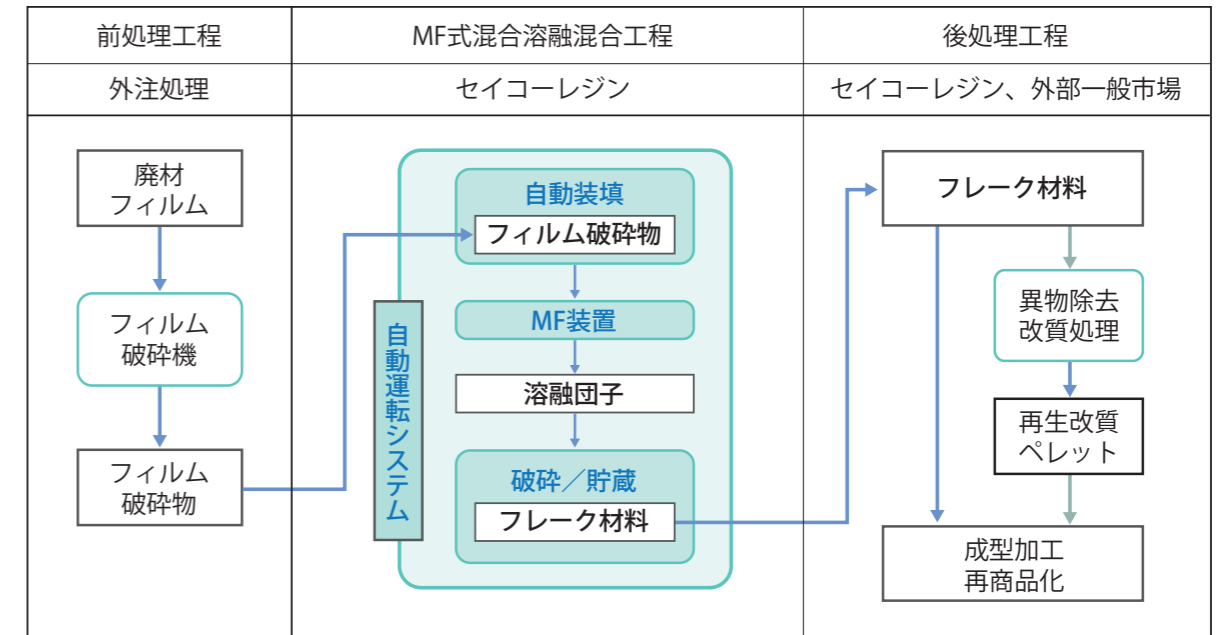 前処理工程
MF式混合溶融混合工程
後処理工程
外注処理
セイコーレジン
セイコーレジン、外部一般市場
廃材
フィルム
フィルム
破砕機
フィルム
破砕物
自動運転システム
自動装填
フィルム破砕物
MF装置
溶融団子
破砕／貯蔵
フレーク材料
フレーク材料
異物除去
改質処理
再生改質
ペレット
成型加工
再商品化